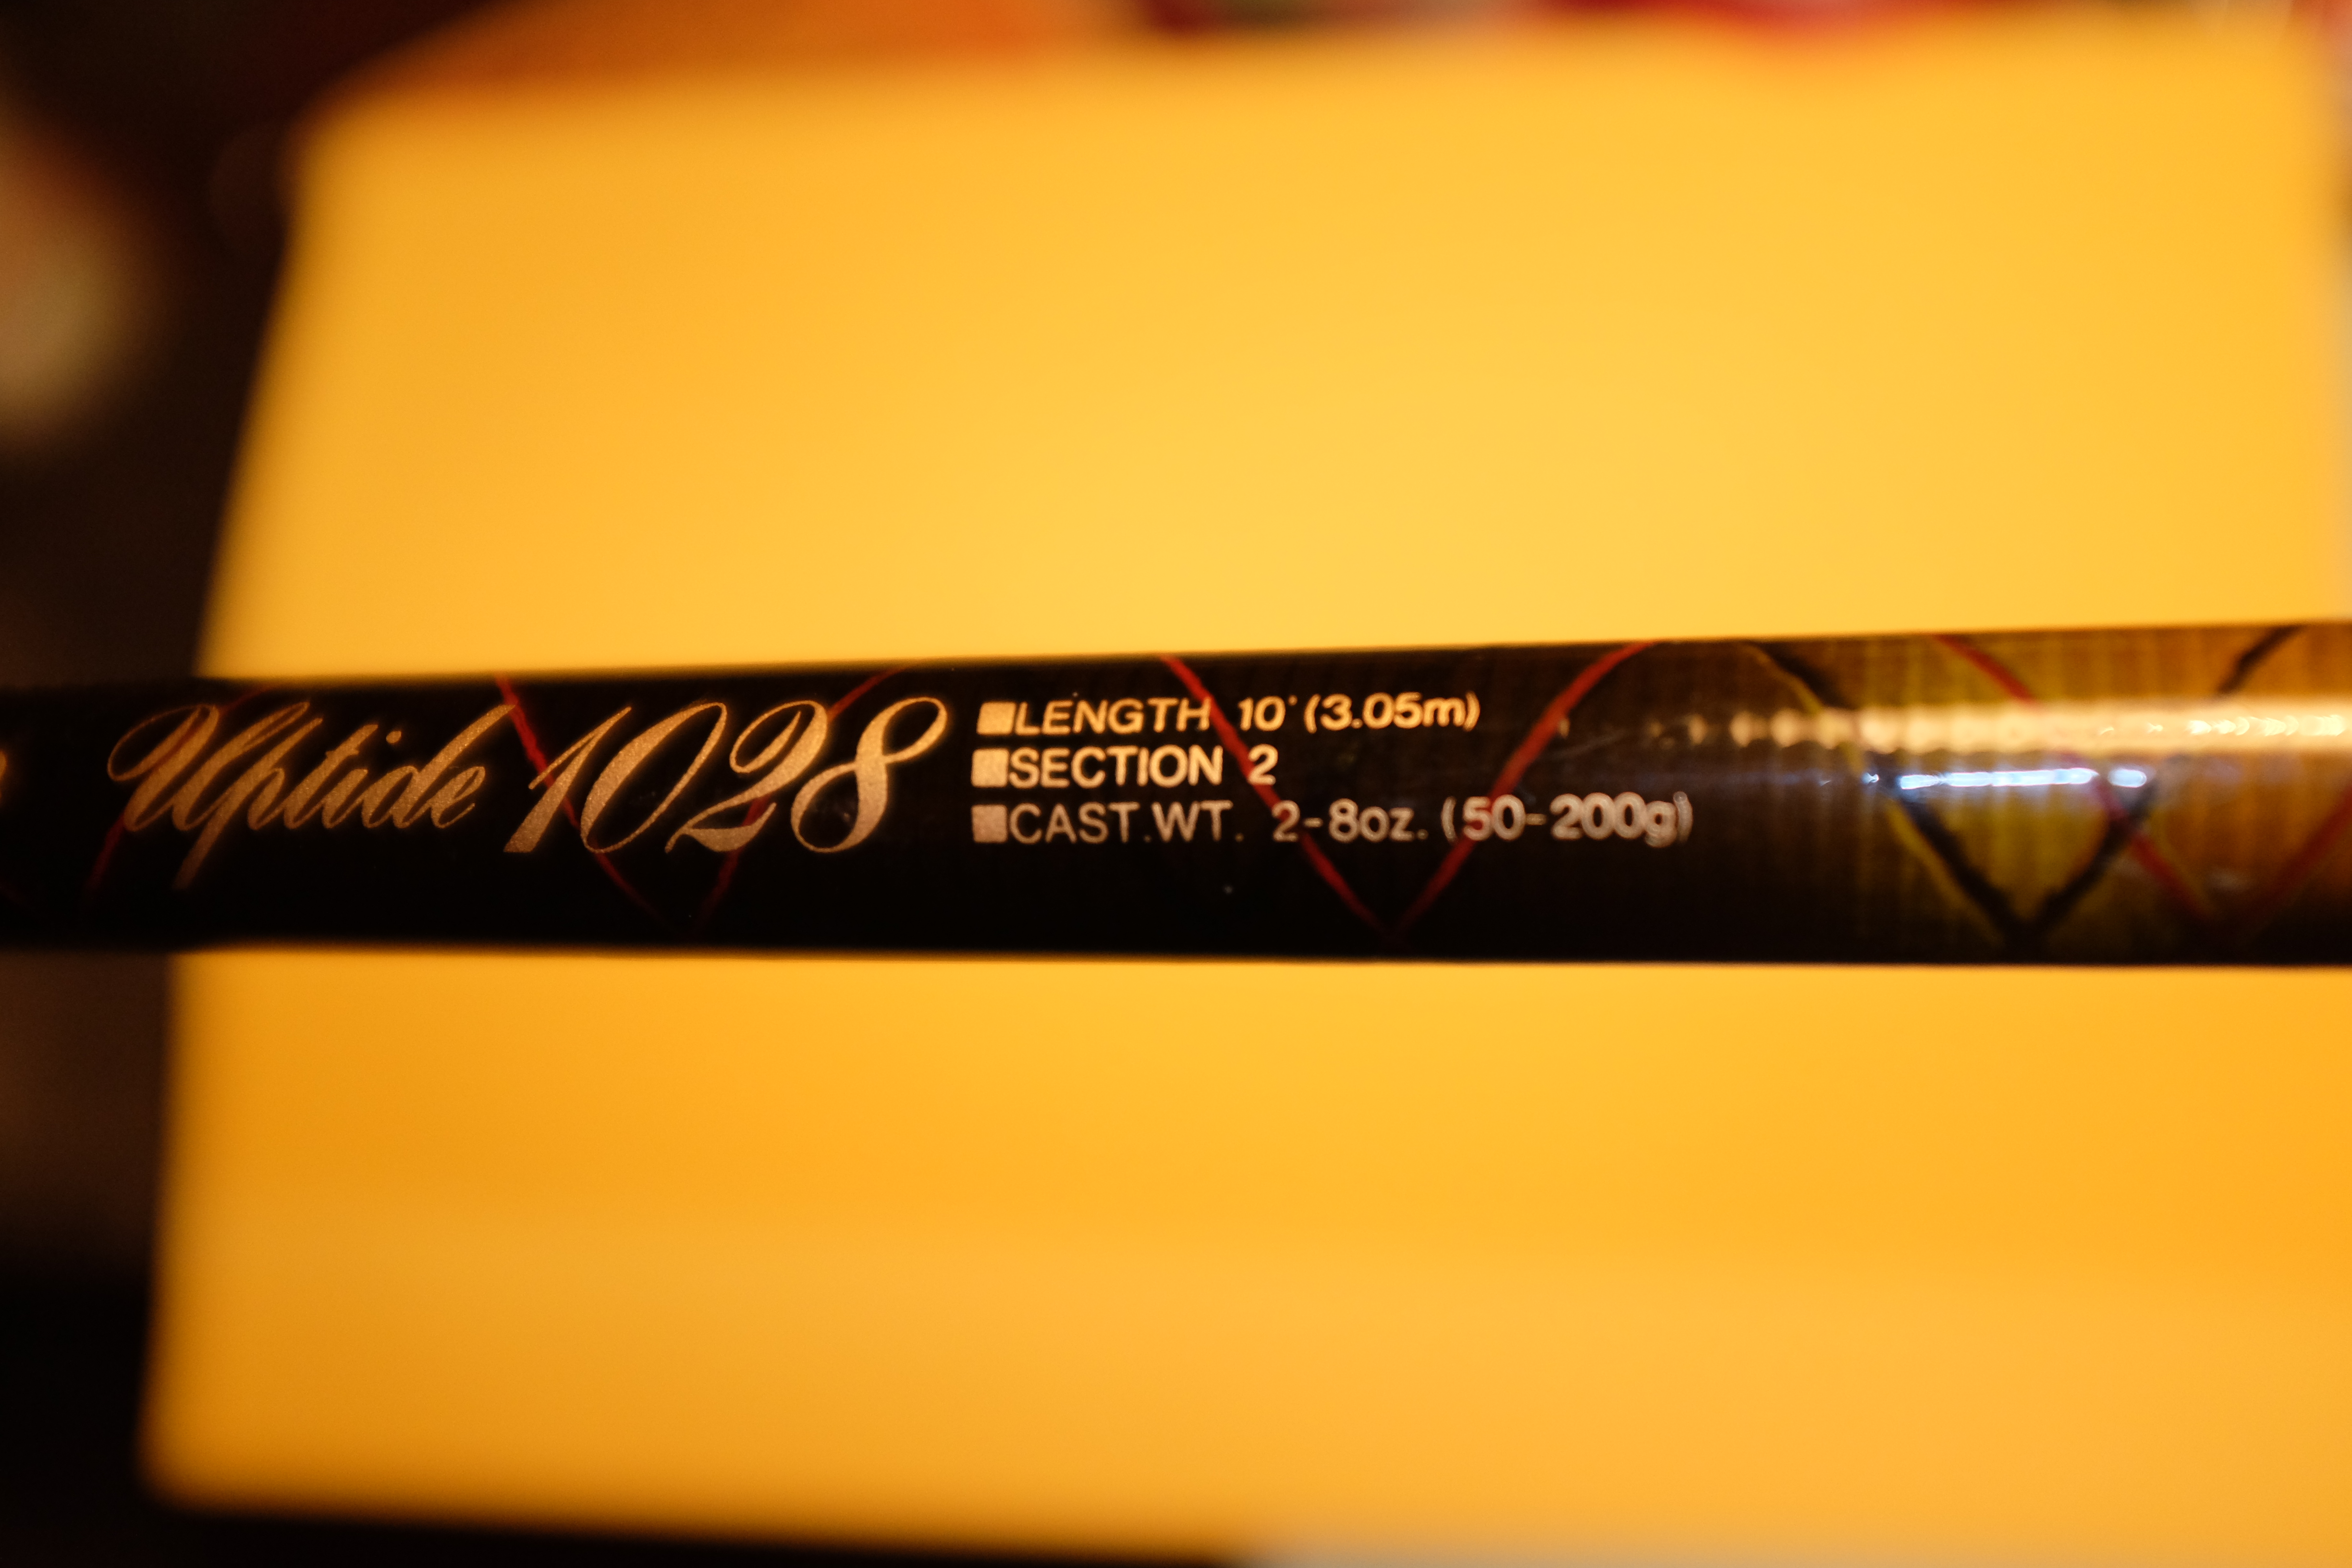 Uptide 1028
■LENGTH 10' (3.05m)
■SECTION 2
■CAST.WT. 2-8oz. (50-200g)